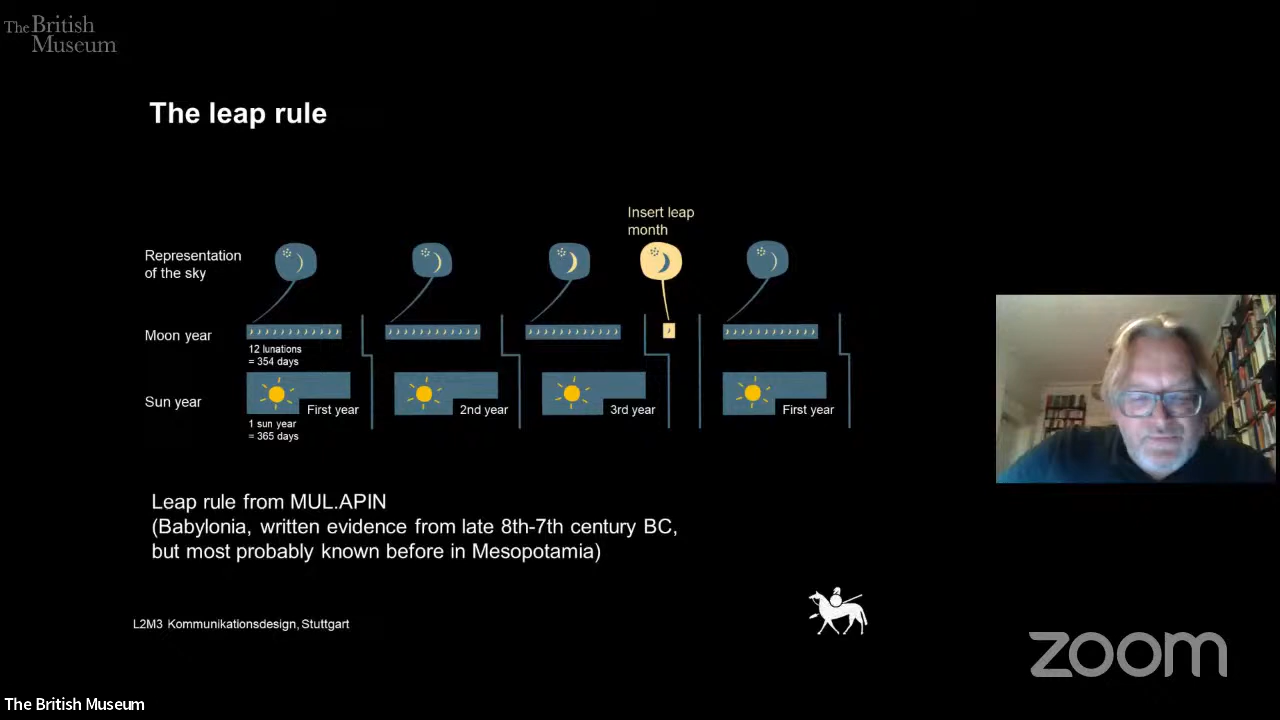 The British
Museum
The leap rule
Insert leap
month
Representation
of the sky
Moon year
12 lunations
= 354 days
Sun year
First year
2nd year
3rd year
First year
1 sun year
= 365 days
Leap rule from MUL.APIN
(Babylonia, written evidence from late 8th-7th century BC,
but most probably known before in Mesopotamia)
L2M3 Kommunikationsdesign, Stuttgart
zoom
The British Museum